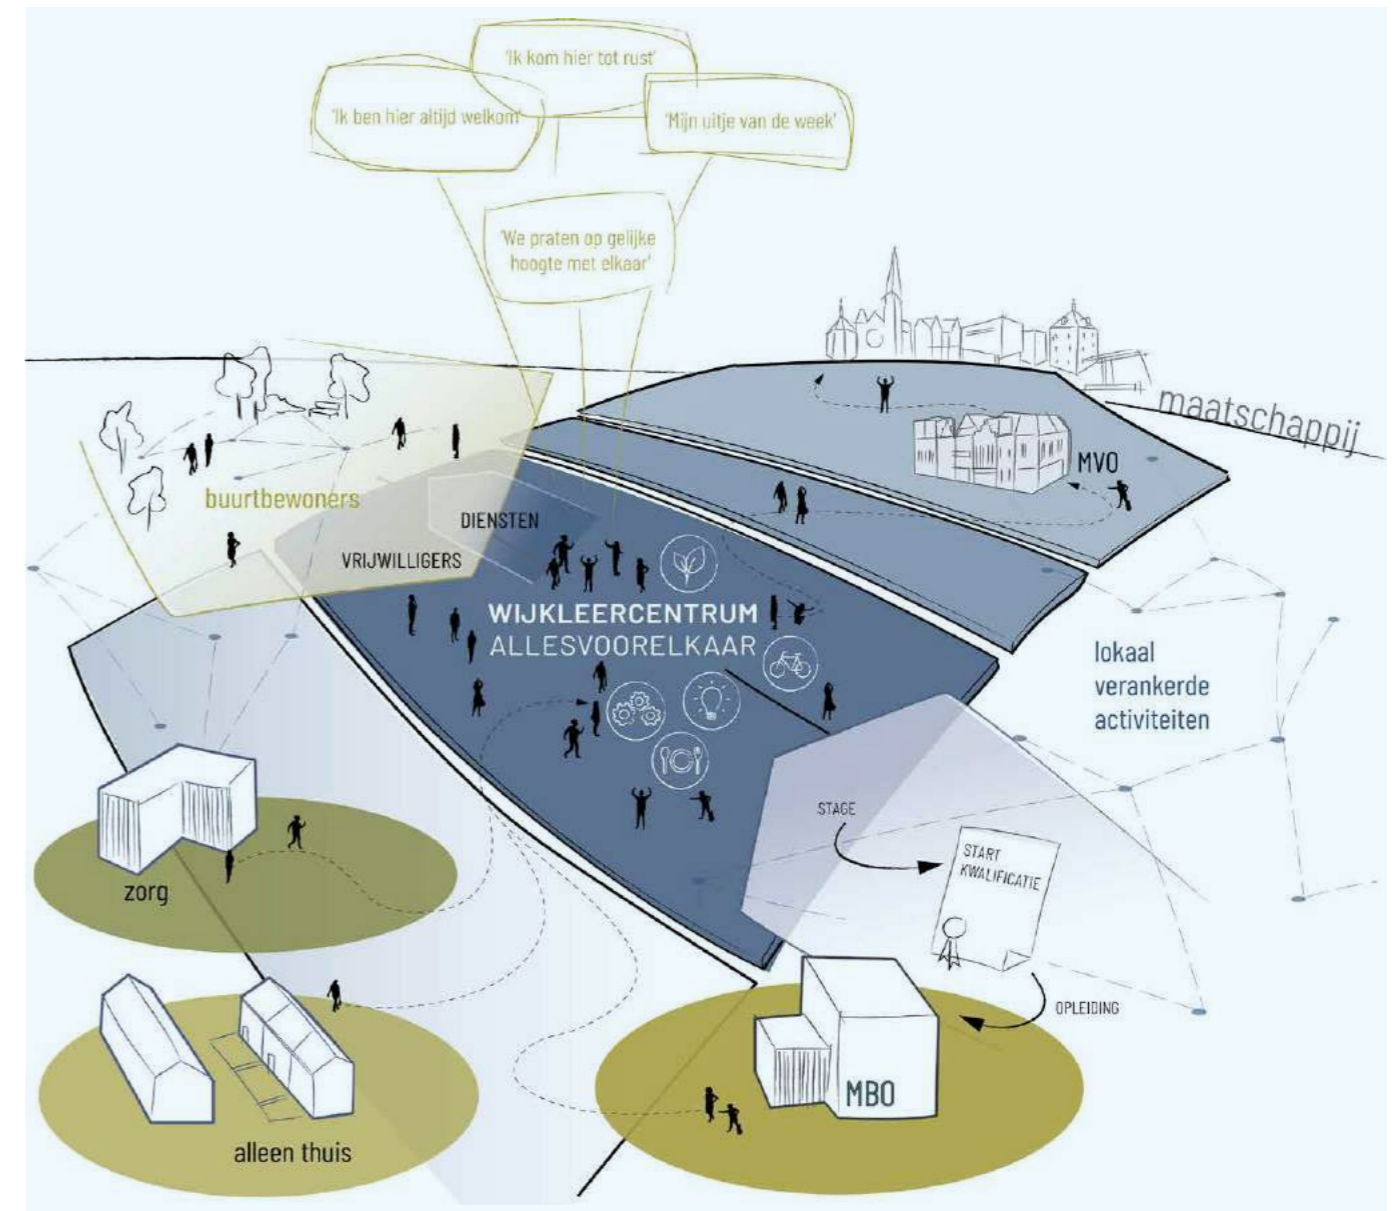 'Ik kom hier tot rust'
'Ik ben hier altijd welkom'
'Mijn uitje van de week'
'We praten op gelijke
hoogte met elkaar'
maatschappij
MVO
buurtbewoners
DIENSTEN
VRIJWILLIGERS
WIJKLEERCENTRUM
ALLESVOORELKAAR
lokaal
verankerde
activiteiten
STAGE
START
KWALIFICATIE
zorg
OPLEIDING
MBO
alleen thuis